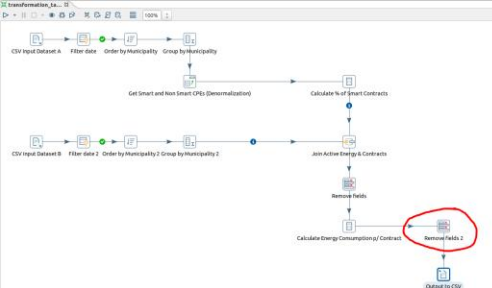 transformation_te...
100%
CSV Input Dataset A
Filter date
Order by Municipality
Group by Municipality
Get Smart and Non Smart CPEs (Denormalization)
Calculate % of Smart Contracts
CSV Input Dataset B
Filter date 2
Order by Municipality 2
Group by Municipality 2
Join Active Energy & Contracts
Remove fields
Calculate Energy Consumption p/ Contract
Remove fields 2
Output to CSV